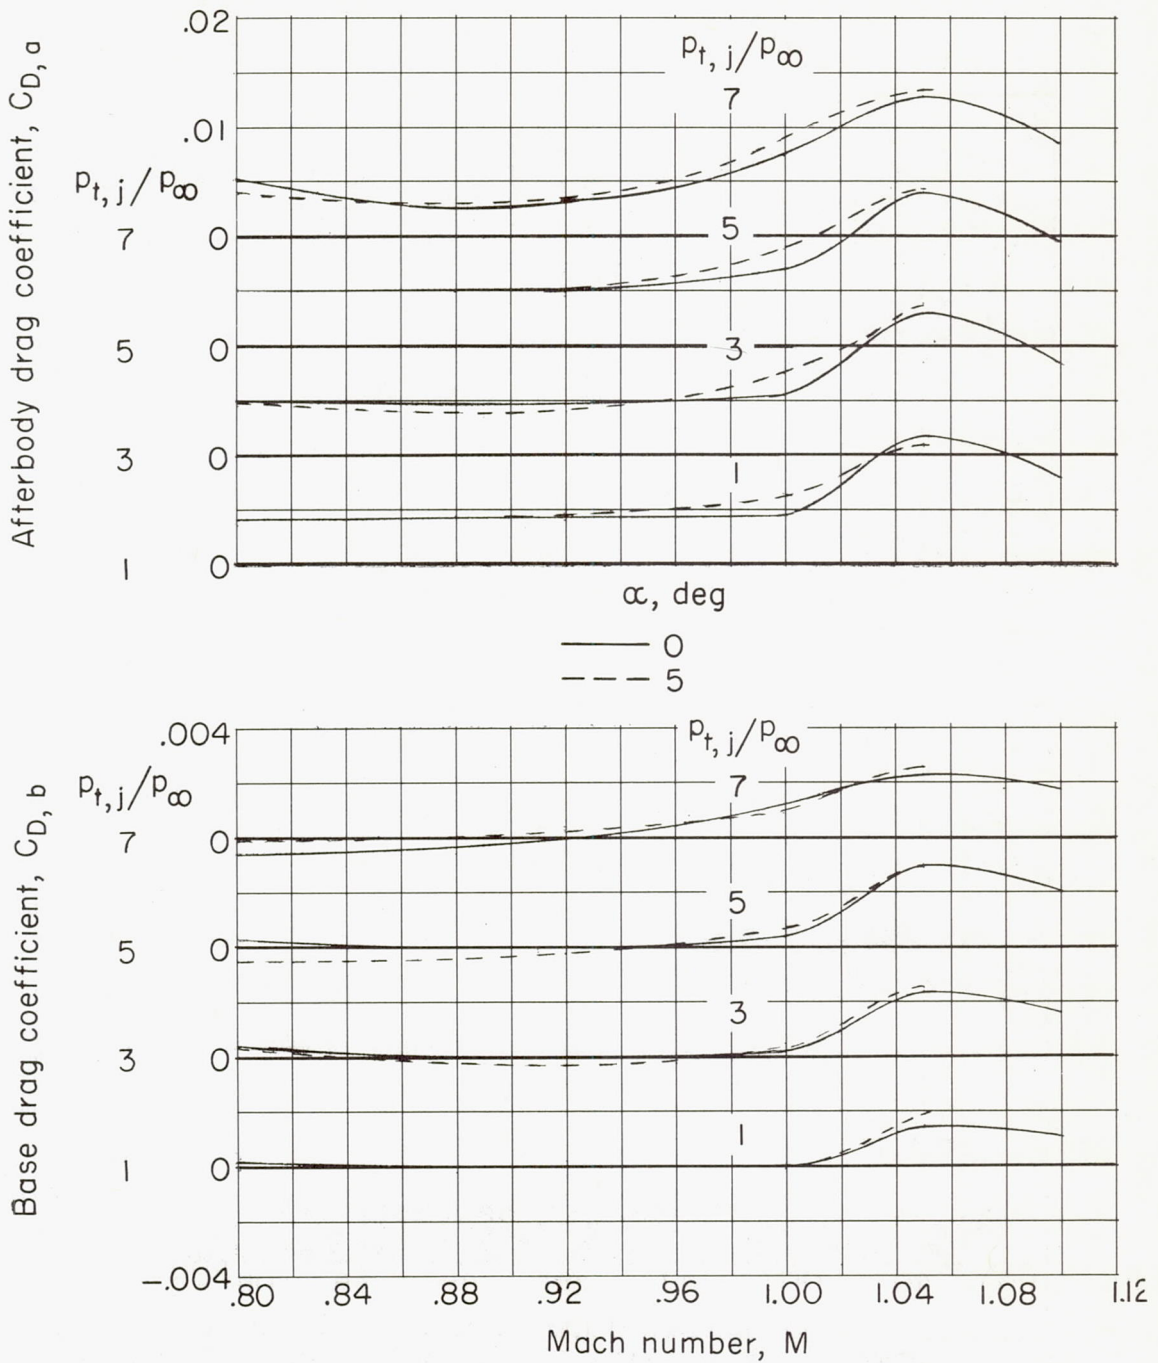 Afterbody drag coefficient, C_D, a
.02
.01
p_t, j/p_∞
7 0
5 0
3 0
1 0
p_t, j/p_∞
7
5
3
1
α, deg
0
5
Base drag coefficient, C_D, b
.004
p_t, j/p_∞
7 0
5 0
3 0
1 0
-.004
p_t, j/p_∞
7
5
3
1
.80 .84 .88 .92 .96 1.00 1.04 1.08 1.12
Mach number, M